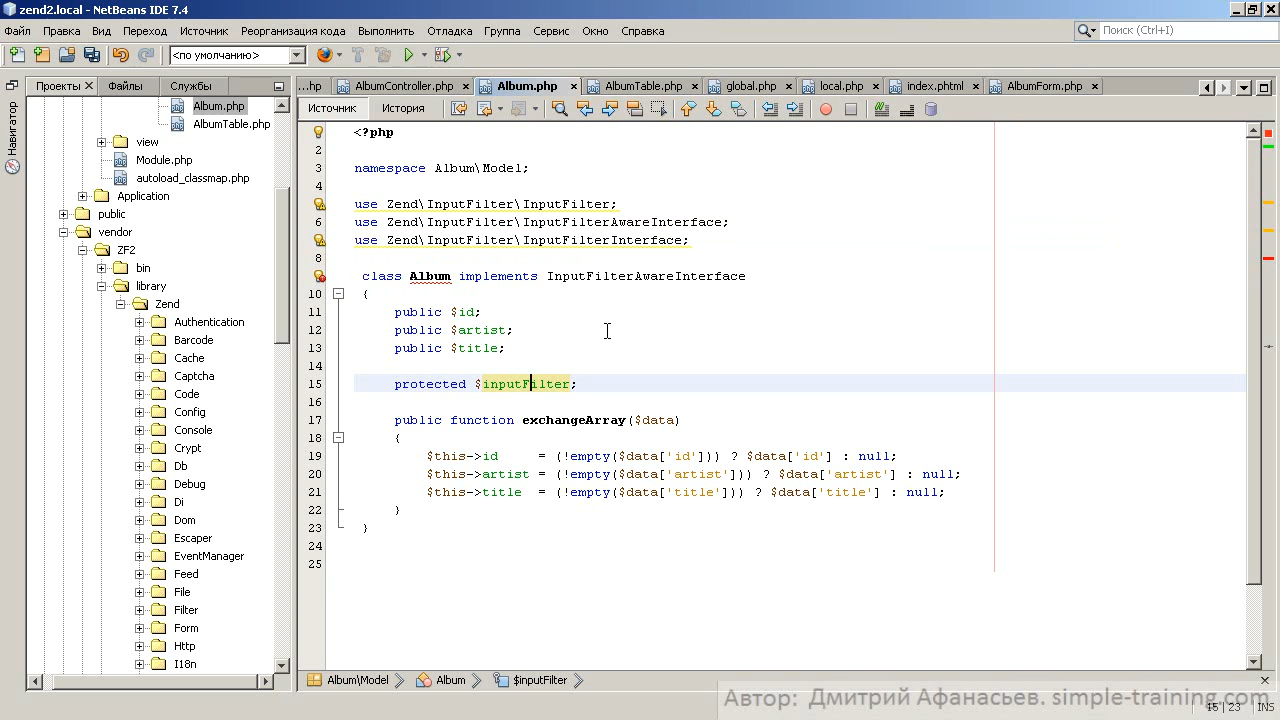 zend2.local - NetBeans IDE 7.4
Файл Правка Вид Переход Источник Реорганизация кода Выполнить Отладка Группа Сервис Окно Справка
Поиск (Ctrl+I)
<по умолчанию>
Проекты Файлы Службы
...hp AlbumController.php Album.php AlbumTable.php global.php local.php index.phtml AlbumForm.php
Источник История
Навигатор
Album.php
AlbumTable.php
view
Module.php
autoload_classmap.php
Application
public
vendor
ZF2
bin
library
Zend
Authentication
Barcode
Cache
Captcha
Code
Config
Console
Crypt
Db
Debug
Di
Dom
Escaper
EventManager
Feed
File
Filter
Form
Http
I18n
<?php
2
3 namespace Album\Model;
4
use Zend\InputFilter\InputFilter;
6 use Zend\InputFilter\InputFilterAwareInterface;
use Zend\InputFilter\InputFilterInterface;
8
class Album implements InputFilterAwareInterface
10 {
11 public $id;
12 public $artist;
13 public $title;
14
15 protected $inputFilter;
16
17 public function exchangeArray($data)
18 {
19 $this->id = (!empty($data['id'])) ? $data['id'] : null;
20 $this->artist = (!empty($data['artist'])) ? $data['artist'] : null;
21 $this->title = (!empty($data['title'])) ? $data['title'] : null;
22 }
23 }
24
25
Album\Model Album $inputFilter
Автор: Дмитрий Афанасьев. simple-training.com
15 | 23 INS